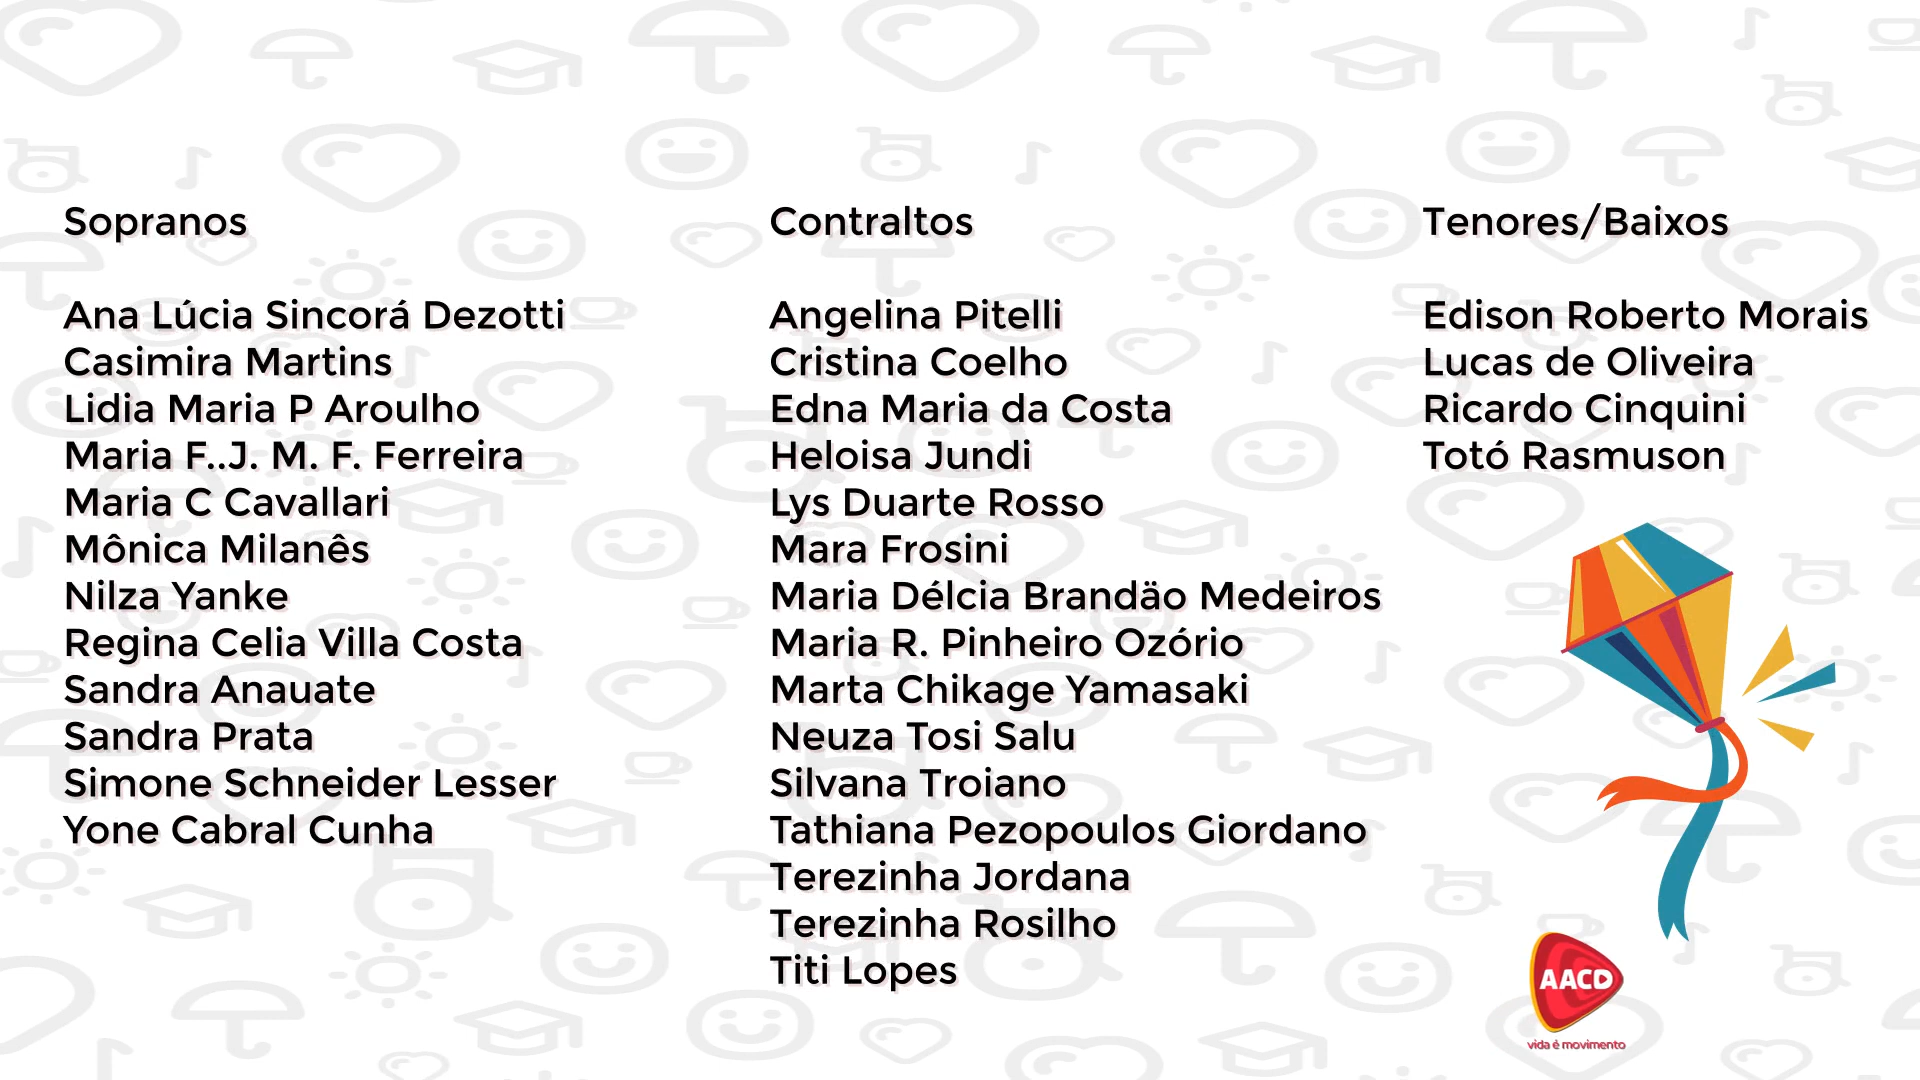 Sopranos
Ana Lúcia Sincorá Dezotti
Casimira Martins
Lidia Maria P Aroulho
Maria F..J. M. F. Ferreira
Maria C Cavallari
Mônica Milanês
Nilza Yanke
Regina Celia Villa Costa
Sandra Anauate
Sandra Prata
Simone Schneider Lesser
Yone Cabral Cunha
Contraltos
Angelina Pitelli
Cristina Coelho
Edna Maria da Costa
Heloisa Jundi
Lys Duarte Rosso
Mara Frosini
Maria Délcia Brandäo Medeiros
Maria R. Pinheiro Ozório
Marta Chikage Yamasaki
Neuza Tosi Salu
Silvana Troiano
Tathiana Pezopoulos Giordano
Terezinha Jordana
Terezinha Rosilho
Titi Lopes
Tenores/Baixos
Edison Roberto Morais
Lucas de Oliveira
Ricardo Cinquini
Totó Rasmuson
AACD
vida é movimento